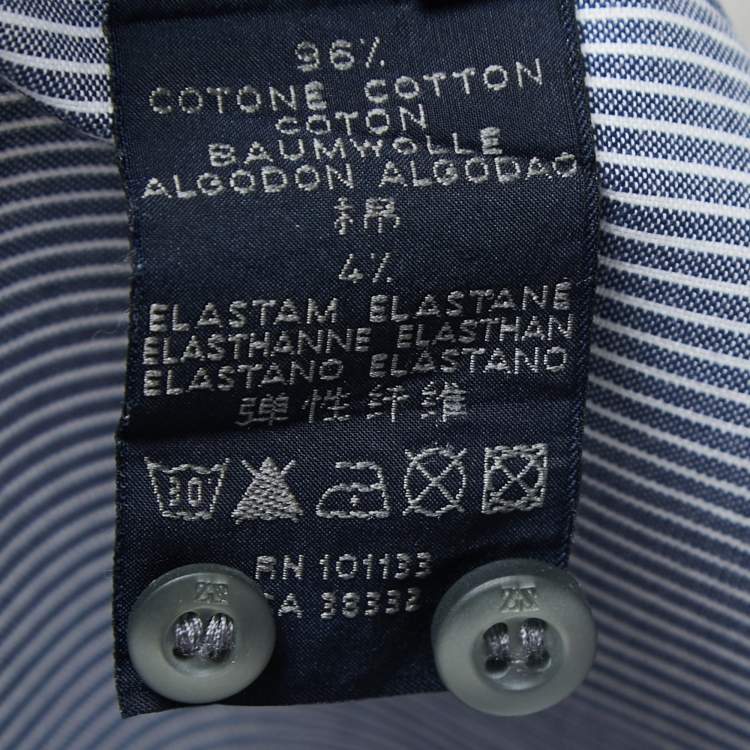 96%
COTONE COTTON
COTON
BAUMWOLLE
ALGODON ALGODAO
棉
4%
ELASTAM ELASTANE
ELASTHANNE ELASTHAN
ELASTANO ELASTANO
弹性纤维
30
RN 101133
CA 38332